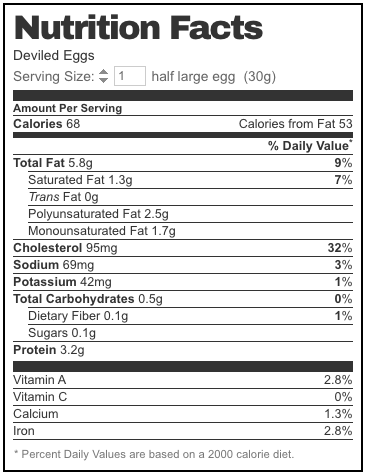 Nutrition Facts
Deviled Eggs
Serving Size: 1 half large egg (30g)
Amount Per Serving
Calories 68 Calories from Fat 53
% Daily Value*
Total Fat 5.8g 9%
Saturated Fat 1.3g 7%
Trans Fat 0g
Polyunsaturated Fat 2.5g
Monounsaturated Fat 1.7g
Cholesterol 95mg 32%
Sodium 69mg 3%
Potassium 42mg 1%
Total Carbohydrates 0.5g 0%
Dietary Fiber 0.1g 1%
Sugars 0.1g
Protein 3.2g
Vitamin A 2.8%
Vitamin C 0%
Calcium 1.3%
Iron 2.8%
* Percent Daily Values are based on a 2000 calorie diet.